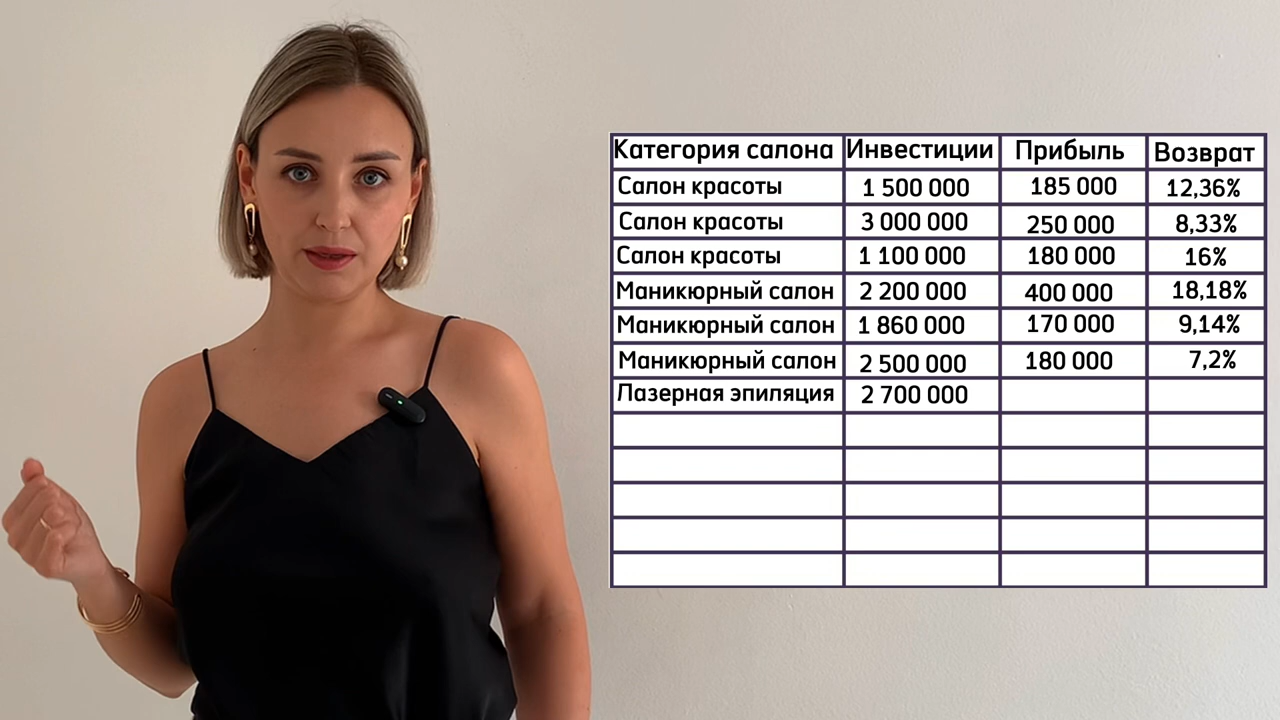 Категория салона Инвестиции Прибыль Возврат
Салон красоты 1 500 000 185 000 12,36%
Салон красоты 3 000 000 250 000 8,33%
Салон красоты 1 100 000 180 000 16%
Маникюрный салон 2 200 000 400 000 18,18%
Маникюрный салон 1 860 000 170 000 9,14%
Маникюрный салон 2 500 000 180 000 7,2%
Лазерная эпиляция 2 700 000